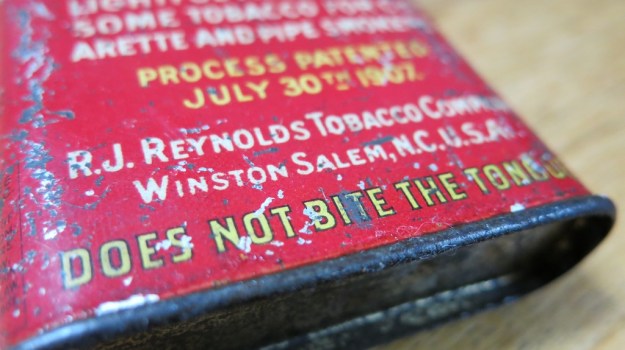 SOME TOBACCO FOR
ARETTE AND PIPE SMOKERS
PROCESS PATENTED
JULY 30TH 1907.
R.J. REYNOLDS TOBACCO COMPANY
WINSTON SALEM, N.C. U.S.A.
DOES NOT BITE THE TONGUE